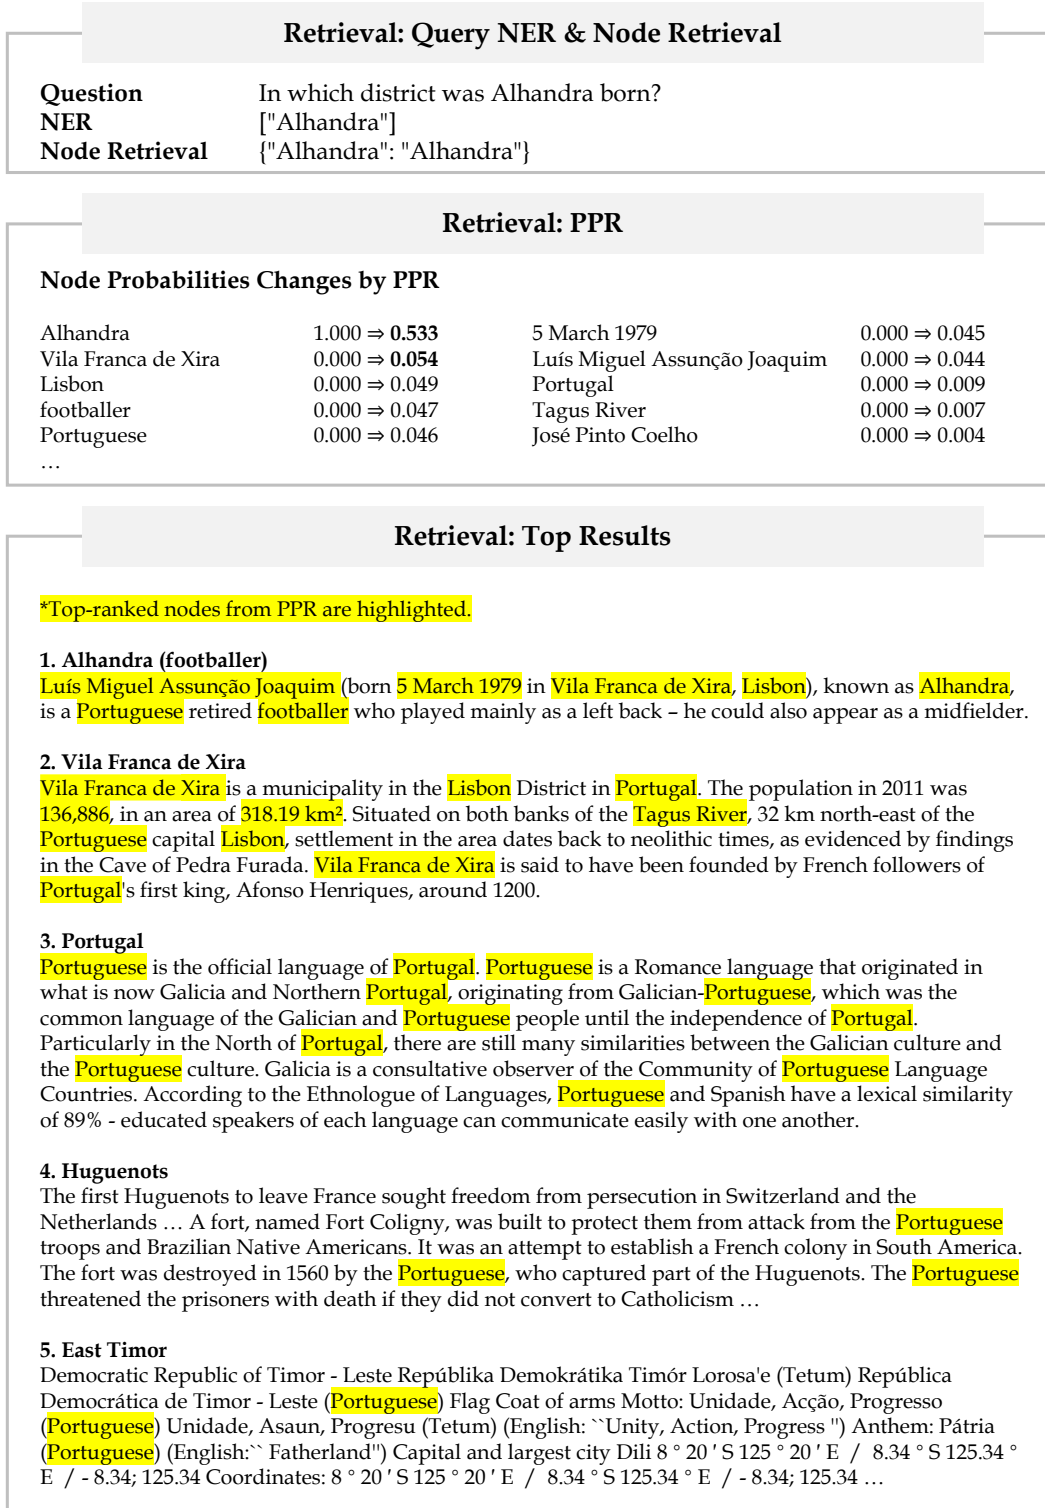 Retrieval: Query NER & Node Retrieval
Question In which district was Alhandra born?
NER ["Alhandra"]
Node Retrieval {"Alhandra": "Alhandra"}
Retrieval: PPR
Node Probabilities Changes by PPR
Alhandra 1.000 ⇒ 0.533 5 March 1979 0.000 ⇒ 0.045
Vila Franca de Xira 0.000 ⇒ 0.054 Luís Miguel Assunção Joaquim 0.000 ⇒ 0.044
Lisbon 0.000 ⇒ 0.049 Portugal 0.000 ⇒ 0.009
footballer 0.000 ⇒ 0.047 Tagus River 0.000 ⇒ 0.007
Portuguese 0.000 ⇒ 0.046 José Pinto Coelho 0.000 ⇒ 0.004
…
Retrieval: Top Results
*Top-ranked nodes from PPR are highlighted.
1. Alhandra (footballer)
Luís Miguel Assunção Joaquim (born 5 March 1979 in Vila Franca de Xira, Lisbon), known as Alhandra,
is a Portuguese retired footballer who played mainly as a left back – he could also appear as a midfielder.
2. Vila Franca de Xira
Vila Franca de Xira is a municipality in the Lisbon District in Portugal. The population in 2011 was
136,886, in an area of 318.19 km². Situated on both banks of the Tagus River, 32 km north-east of the
Portuguese capital Lisbon, settlement in the area dates back to neolithic times, as evidenced by findings
in the Cave of Pedra Furada. Vila Franca de Xira is said to have been founded by French followers of
Portugal's first king, Afonso Henriques, around 1200.
3. Portugal
Portuguese is the official language of Portugal. Portuguese is a Romance language that originated in
what is now Galicia and Northern Portugal, originating from Galician-Portuguese, which was the
common language of the Galician and Portuguese people until the independence of Portugal.
Particularly in the North of Portugal, there are still many similarities between the Galician culture and
the Portuguese culture. Galicia is a consultative observer of the Community of Portuguese Language
Countries. According to the Ethnologue of Languages, Portuguese and Spanish have a lexical similarity
of 89% - educated speakers of each language can communicate easily with one another.
4. Huguenots
The first Huguenots to leave France sought freedom from persecution in Switzerland and the
Netherlands … A fort, named Fort Coligny, was built to protect them from attack from the Portuguese
troops and Brazilian Native Americans. It was an attempt to establish a French colony in South America.
The fort was destroyed in 1560 by the Portuguese, who captured part of the Huguenots. The Portuguese
threatened the prisoners with death if they did not convert to Catholicism …
5. East Timor
Democratic Republic of Timor - Leste Repúblika Demokrátika Timór Lorosa'e (Tetum) República
Democrática de Timor - Leste (Portuguese) Flag Coat of arms Motto: Unidade, Acção, Progresso
(Portuguese) Unidade, Asaun, Progresu (Tetum) (English: ``Unity, Action, Progress '') Anthem: Pátria
(Portuguese) (English:`` Fatherland'') Capital and largest city Dili 8 ° 20 ′ S 125 ° 20 ′ E / 8.34 ° S 125.34 °
E / - 8.34; 125.34 Coordinates: 8 ° 20 ′ S 125 ° 20 ′ E / 8.34 ° S 125.34 ° E / - 8.34; 125.34 …